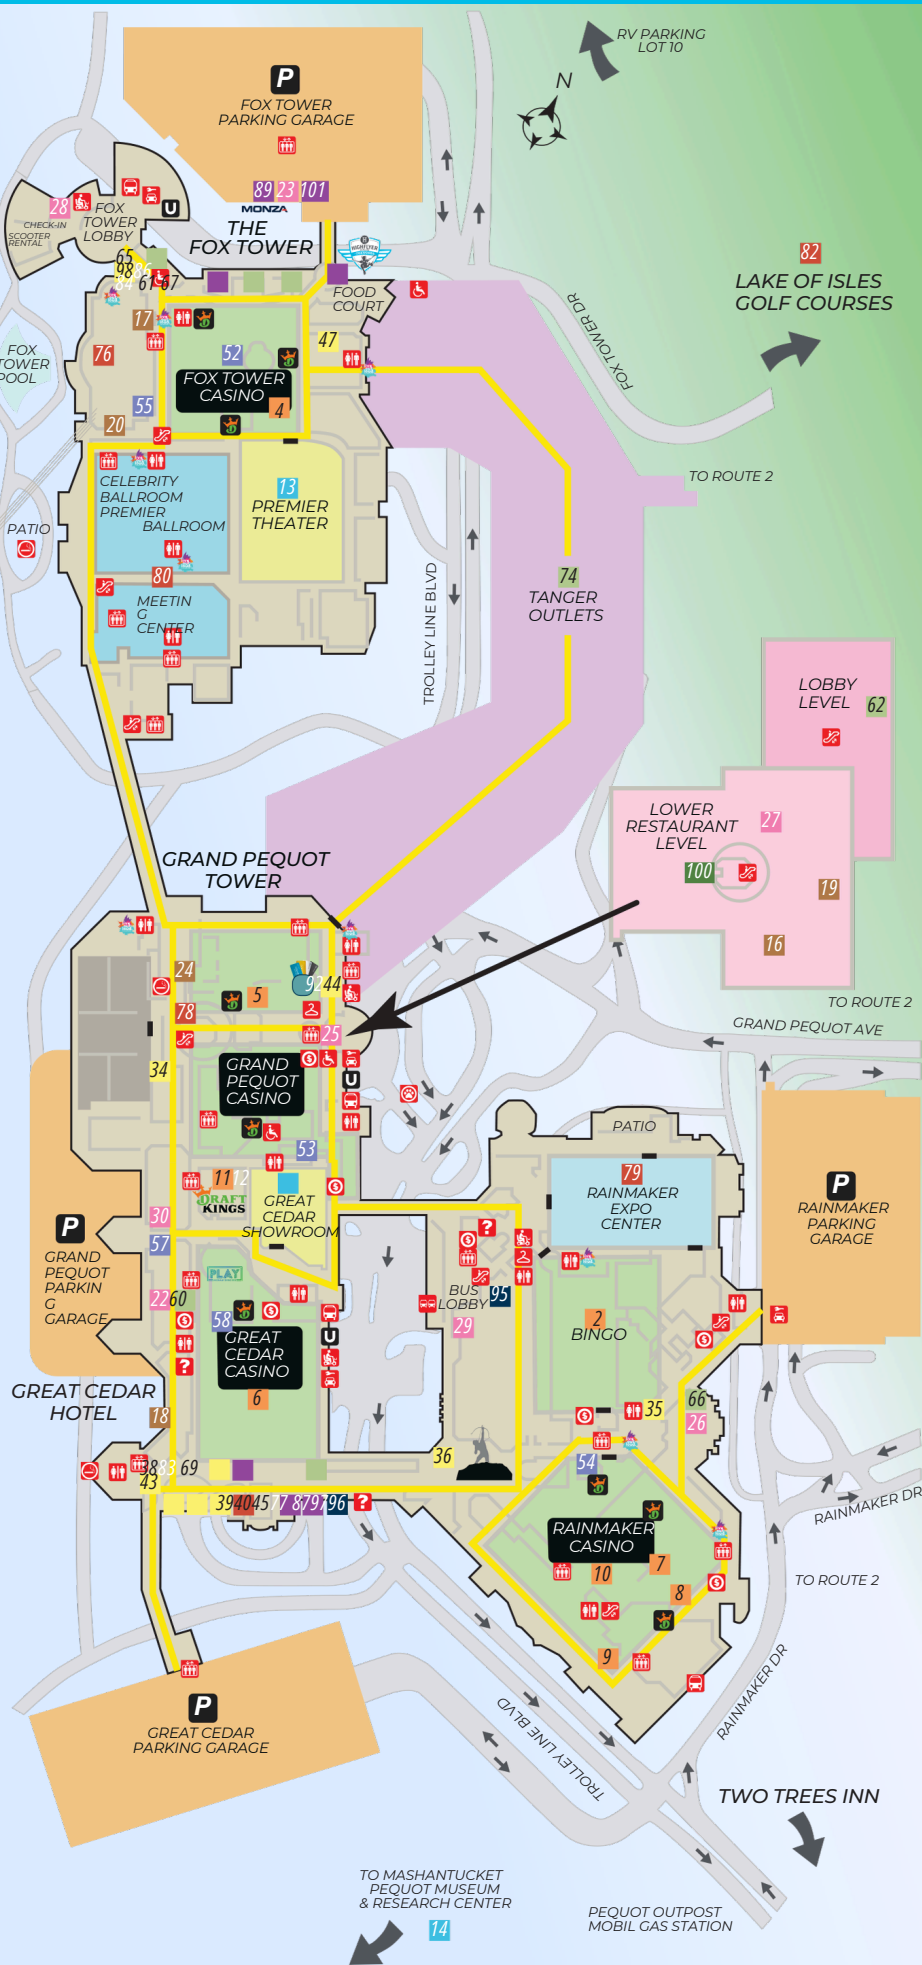 RV PARKING
LOT 10
N
P
FOX TOWER
PARKING GARAGE
89 23 101
MONZA
THE
FOX TOWER
28
CHECK-IN
SCOOTER
RENTAL
FOX
TOWER
LOBBY
U
65
98 86
84 61 67
HIGHFLYER
FOOD
COURT
82
LAKE OF ISLES
GOLF COURSES
FOX TOWER DR
17
47
76
52
FOX TOWER
CASINO
4
55
20
FOX
TOWER
POOL
CELEBRITY
BALLROOM
PREMIER
BALLROOM
13
PREMIER
THEATER
TO ROUTE 2
PATIO
80
MEETIN
G
CENTER
74
TANGER
OUTLETS
TROLLEY LINE BLVD
LOBBY
LEVEL
62
LOWER
RESTAURANT
LEVEL
27
100
19
16
GRAND PEQUOT
TOWER
24
5
92 44
78
25
TO ROUTE 2
GRAND PEQUOT AVE
34
GRAND
PEQUOT
CASINO
U
53
PATIO
11 12
DRAFT
KINGS
GREAT
CEDAR
SHOWROOM
79
RAINMAKER
EXPO
CENTER
P
RAINMAKER
PARKING
GARAGE
30
57
P
GRAND
PEQUOT
PARKIN
G
GARAGE
PLAY
22 60
58
GREAT
CEDAR
CASINO
6
U
BUS
LOBBY
95
29
2
BINGO
GREAT CEDAR
HOTEL
18
35
66
26
36
54
38 83 69
43
39 40 45 77 87 97 96
RAINMAKER
CASINO
10
7
8
9
RAINMAKER DR
TO ROUTE 2
RAINMAKER DR
P
GREAT CEDAR
PARKING GARAGE
TROLLEY LINE BLVD
TWO TREES INN
TO MASHANTUCKET
PEQUOT MUSEUM
& RESEARCH CENTER
14
PEQUOT OUTPOST
MOBIL GAS STATION